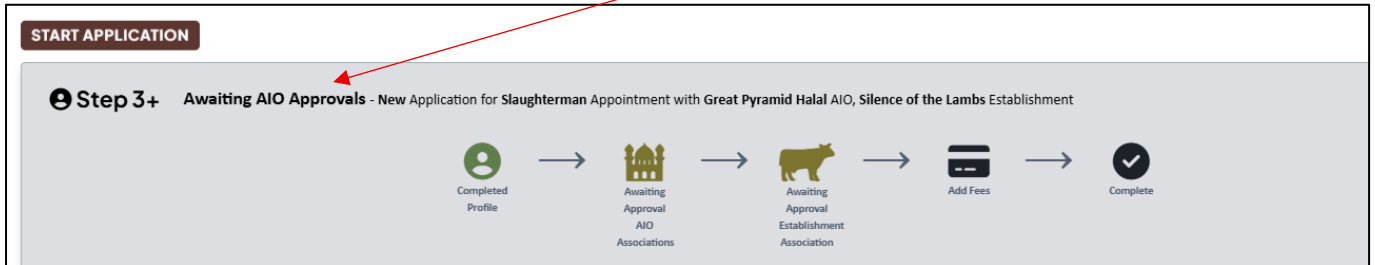 START APPLICATION
Step 3+ Awaiting AIO Approvals - New Application for Slaughterman Appointment with Great Pyramid Halal AIO, Silence of the Lambs Establishment
Completed
Profile
Awaiting
Approval
AIO
Associations
Awaiting
Approval
Establishment
Association
Add Fees
Complete